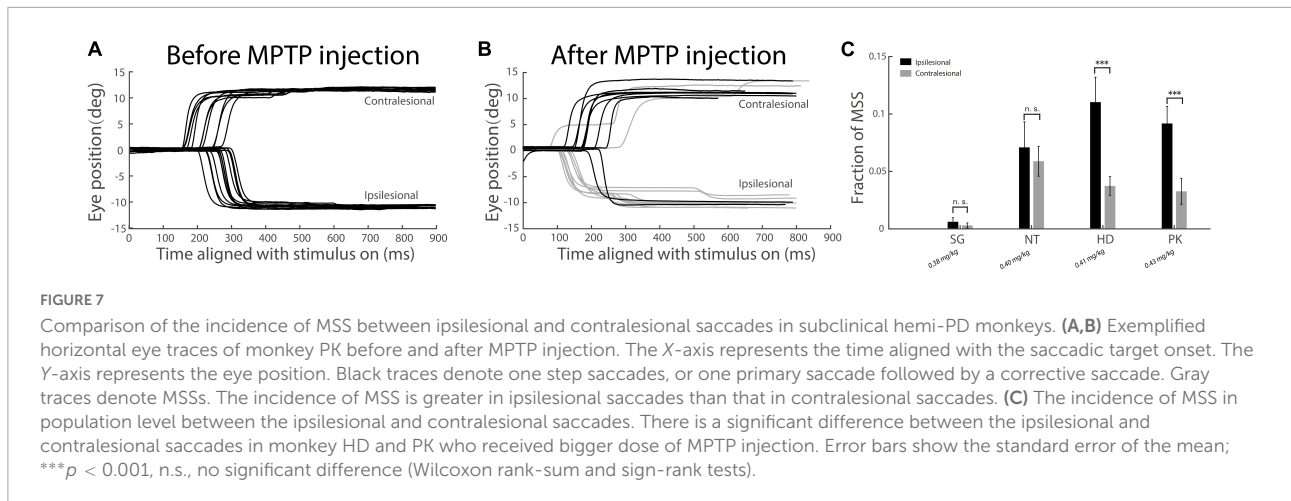 A
Before MPTP injection
Eye position(deg)
15
10
5
0
-5
-10
-15
Contralesional
Ipsilesional
0 100 200 300 400 500 600 700 800 900
Time aligned with stimulus on (ms)
B
After MPTP injection
Eye position(deg)
15
10
5
0
-5
-10
-15
Contralesional
Ipsilesional
0 100 200 300 400 500 600 700 800 900
Time aligned with stimulus on (ms)
C
Fraction of MSS
0.15
0.1
0.05
0
Ipsilesional
Contralesional
n. s.
n. s.
***
***
SG NT HD PK
0.38 mg/kg 0.40 mg/kg 0.41 mg/kg 0.43 mg/kg
FIGURE 7
Comparison of the incidence of MSS between ipsilesional and contralesional saccades in subclinical hemi-PD monkeys. (A,B) Exemplified
horizontal eye traces of monkey PK before and after MPTP injection. The X-axis represents the time aligned with the saccadic target onset. The
Y-axis represents the eye position. Black traces denote one step saccades, or one primary saccade followed by a corrective saccade. Gray
traces denote MSSs. The incidence of MSS is greater in ipsilesional saccades than that in contralesional saccades. (C) The incidence of MSS in
population level between the ipsilesional and contralesional saccades. There is a significant difference between the ipsilesional and
contralesional saccades in monkey HD and PK who received bigger dose of MPTP injection. Error bars show the standard error of the mean;
***p < 0.001, n.s., no significant difference (Wilcoxon rank-sum and sign-rank tests).